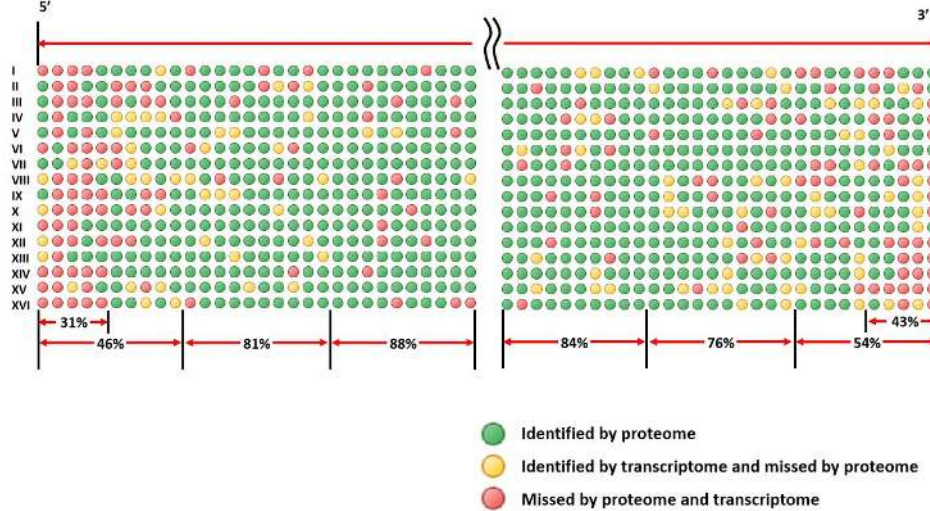 5’
3’
I
II
III
IV
V
VI
VII
VIII
IX
X
XI
XII
XIII
XIV
XV
XVI
31%
43%
46%
81%
88%
84%
76%
54%
Identified by proteome
Identified by transcriptome and missed by proteome
Missed by proteome and transcriptome